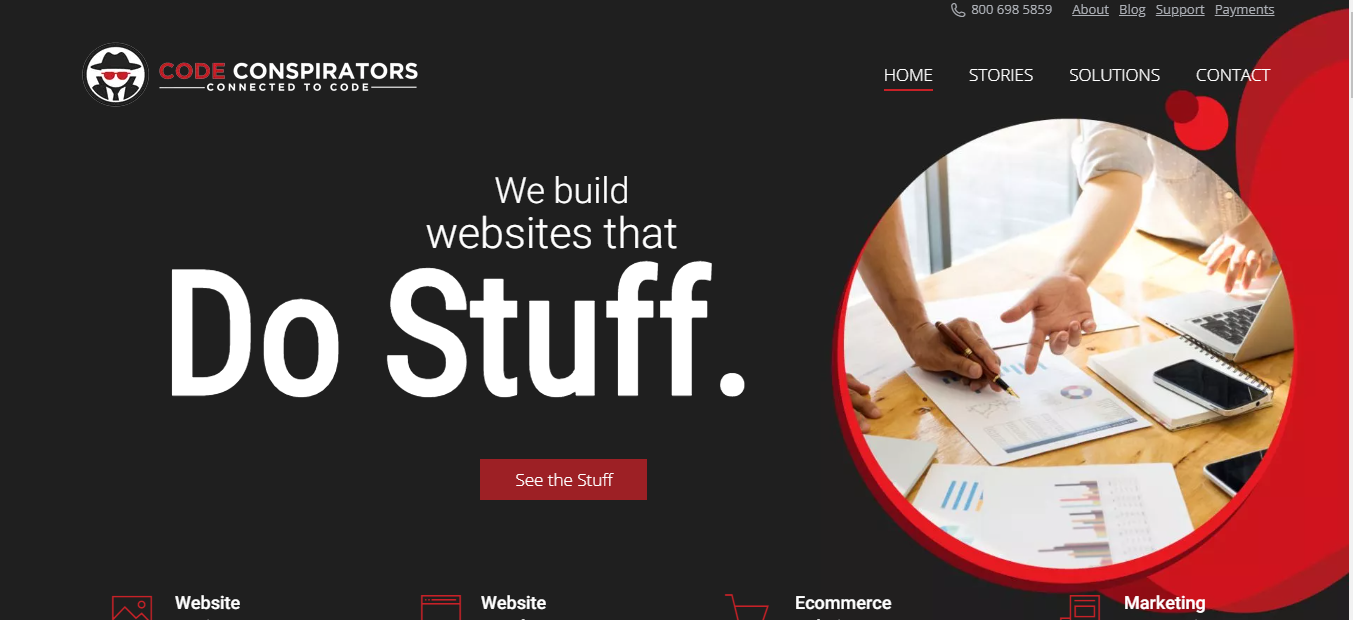 800 698 5859 About Blog Support Payments
CODE CONSPIRATORS
CONNECTED TO CODE
HOME STORIES SOLUTIONS CONTACT
We build
websites that
Do Stuff.
See the Stuff
Website Website Ecommerce Marketing